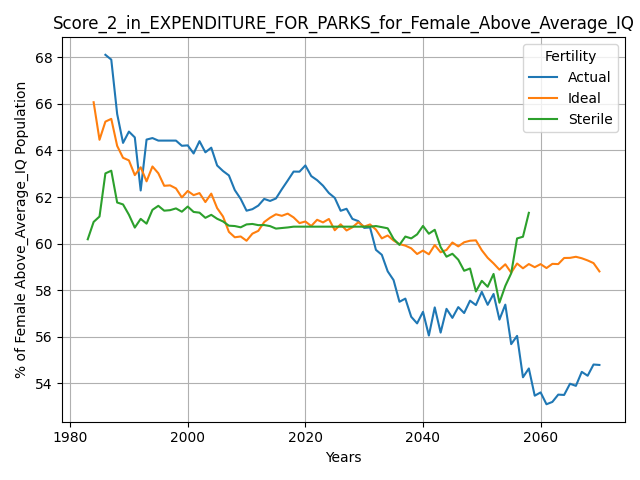 Score_2_in_EXPENDITURE_FOR_PARKS_for_Female_Above_Average_IQ
% of Female Above_Average_IQ Population
68
66
64
62
60
58
56
54
Fertility
Actual
Ideal
Sterile
1980
2000
2020
2040
2060
Years